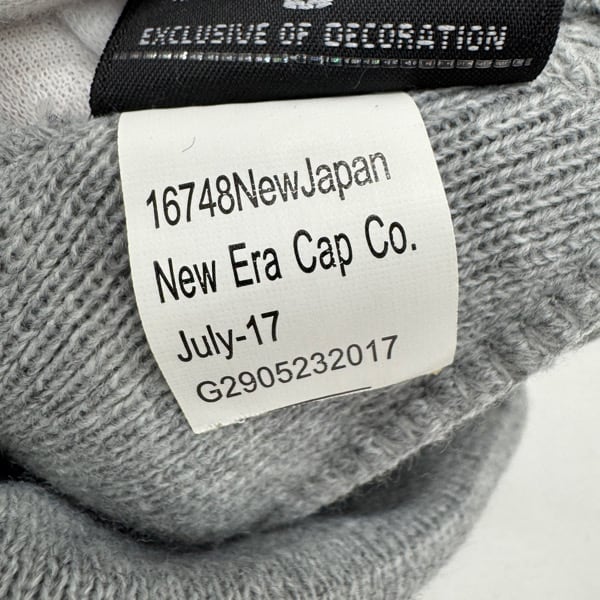 EXCLUSIVE OF DECORATION
16748NewJapan
New Era Cap Co.
July-17
G2905232017